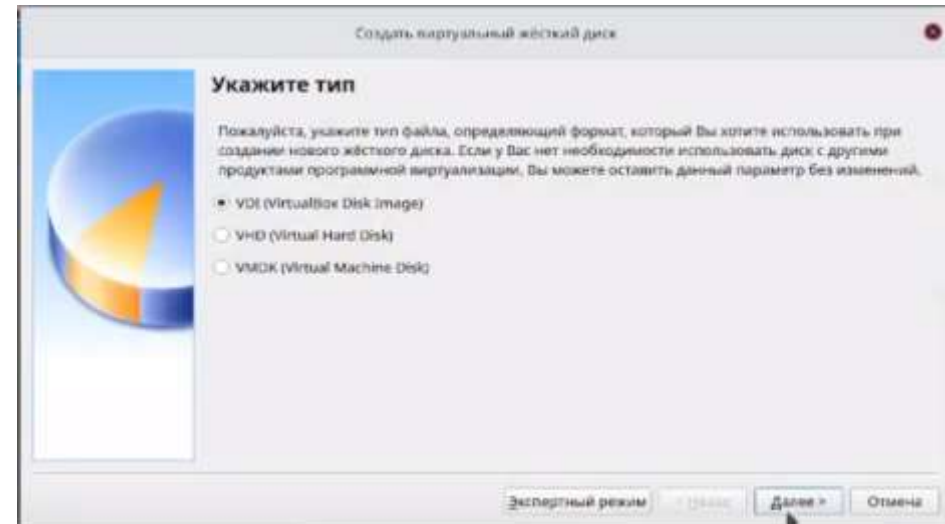 Создать виртуальный жёсткий диск
Укажите тип
Пожалуйста, укажите тип файла, определяющий формат, который Вы хотите использовать при
создании нового жёсткого диска. Если у Вас нет необходимости использовать диск с другими
продуктами программной виртуализации, Вы можете оставить данный параметр без изменений.
VDI (VirtualBox Disk Image)
VHD (Virtual Hard Disk)
VMDK (Virtual Machine Disk)
Экспертный режим < Назад Далее > Отмена